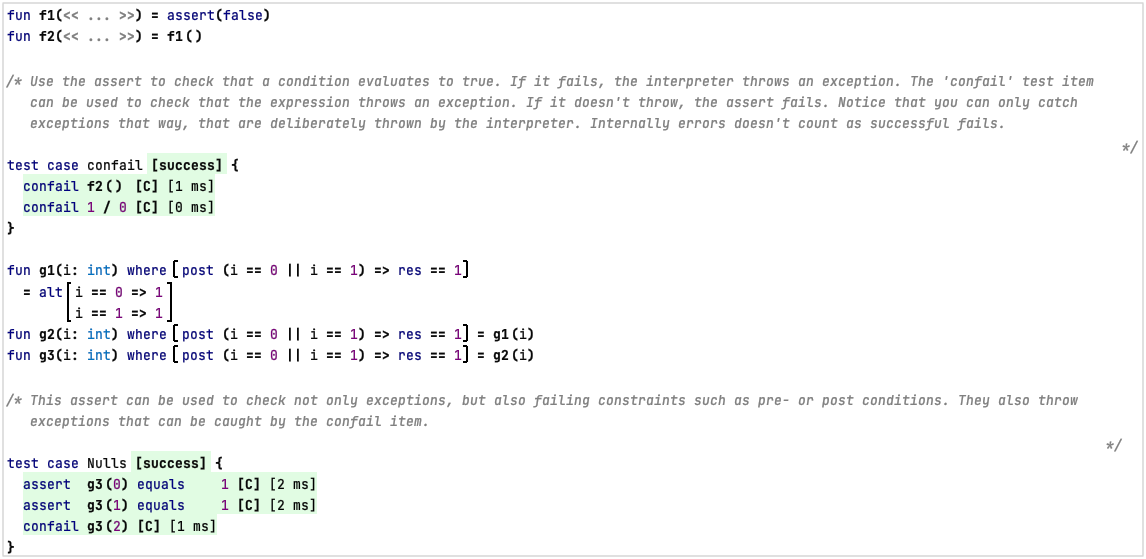 fun f1(<< ... >>) = assert(false)
fun f2(<< ... >>) = f1()
/* Use the assert to check that a condition evaluates to true. If it fails, the interpreter throws an exception. The 'confail' test item
can be used to check that the expression throws an exception. If it doesn't throw, the assert fails. Notice that you can only catch
exceptions that way, that are deliberately thrown by the interpreter. Internally errors doesn't count as successful fails.
*/
test case confail [success] {
confail f2() [C] [1 ms]
confail 1 / 0 [C] [0 ms]
}
fun g1(i: int) where [post (i == 0 || i == 1) => res == 1]
= alt[i == 0 => 1]
[i == 1 => 1]
fun g2(i: int) where [post (i == 0 || i == 1) => res == 1] = g1(i)
fun g3(i: int) where [post (i == 0 || i == 1) => res == 1] = g2(i)
/* This assert can be used to check not only exceptions, but also failing constraints such as pre- or post conditions. They also throw
exceptions that can be caught by the confail item.
*/
test case Nulls [success] {
assert g3(0) equals 1 [C] [2 ms]
assert g3(1) equals 1 [C] [2 ms]
confail g3(2) [C] [1 ms]
}